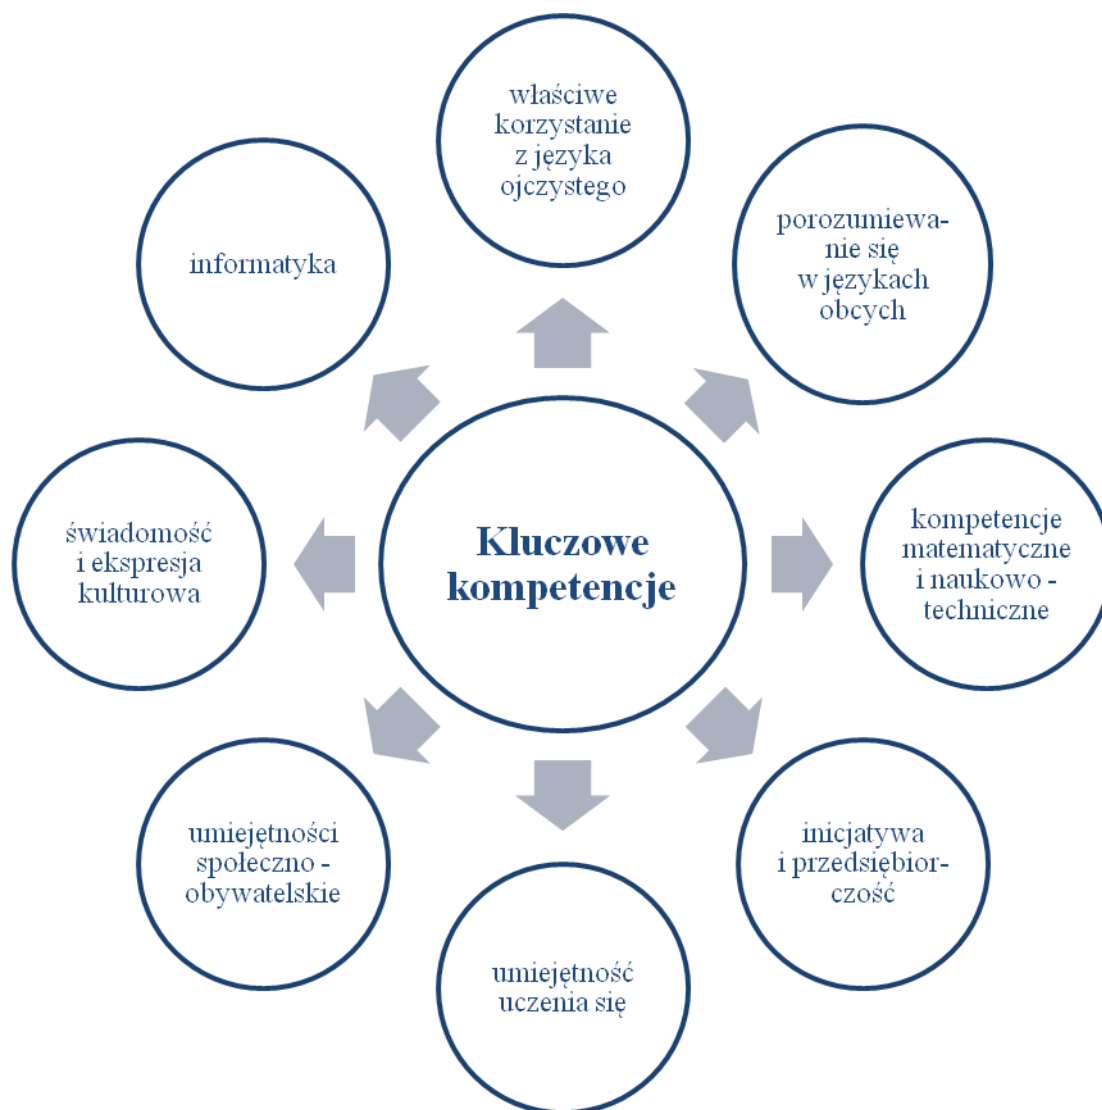 właściwe
korzystanie
z języka
ojczystego
porozumiewa-
nie się
w językach
obcych
kompetencje
matematyczne
i naukowo -
techniczne
inicjatywa
i przedsiębior-
czość
umiejętność
uczenia się
umiejętności
społeczno -
obywatelskie
świadomość
i ekspresja
kulturowa
informatyka
Kluczowe
kompetencje